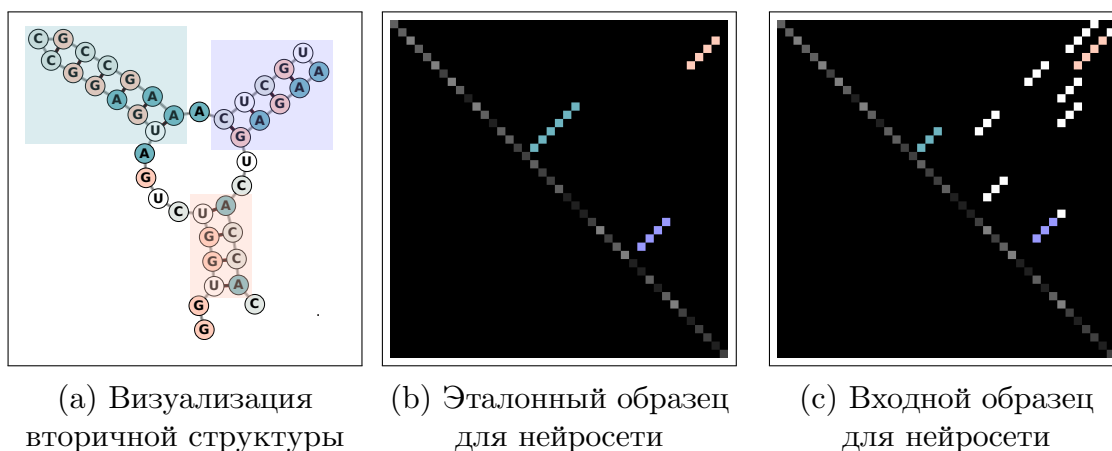 C G
C C U
C C G
G G A
G C A
A A U G
G A A C A
U G
A U
G C
U C U A
G C
G C
U A
G C
G
(a) Визуализация
вторичной структуры
(b) Эталонный образец
для нейросети
(c) Входной образец
для нейросети